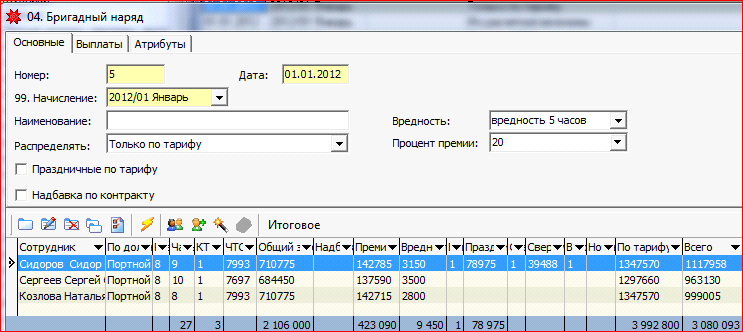 04. Бригадный наряд
Основные Выплаты Атрибуты
Номер: 5 Дата: 01.01.2012
99. Начисление: 2012/01 Январь
Наименование: Вредность: вредность 5 часов
Распределять: Только по тарифу Процент премии: 20
Праздничные по тарифу
Надбавка по контракту
Итоговое
Сотрудник По дол Ча КТ ЧТС Общий з Надб Преми Вредн Празд Свер В Но По тарифу Всего
Сидоров Сидор Портной 8 9 1 7993 710775 142785 3150 1 78975 1 39488 1 1347570 1117958
Сергеев Сергей Портной 8 10 1 7697 684450 137590 3500 1297660 963130
Козлова Наталь Портной 8 8 1 7993 710775 142715 2800 1347570 999005
27 3 2 106 000 423 090 9 450 1 78 975 3 992 800 3 080 093